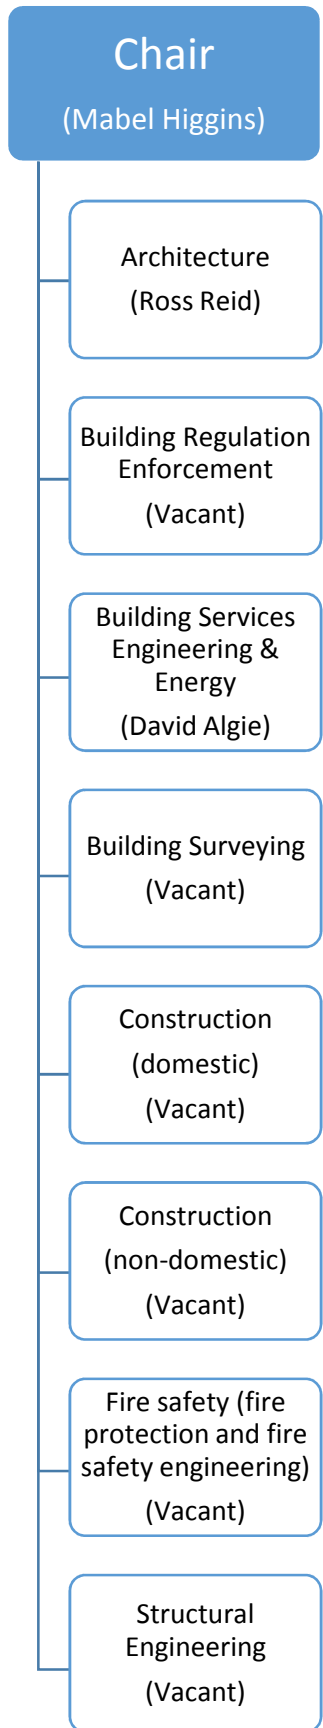 Chair
(Mabel Higgins)
Architecture
(Ross Reid)
Building Regulation
Enforcement
(Vacant)
Building Services
Engineering &
Energy
(David Algie)
Building Surveying
(Vacant)
Construction
(domestic)
(Vacant)
Construction
(non-domestic)
(Vacant)
Fire safety (fire
protection and fire
safety engineering)
(Vacant)
Structural
Engineering
(Vacant)